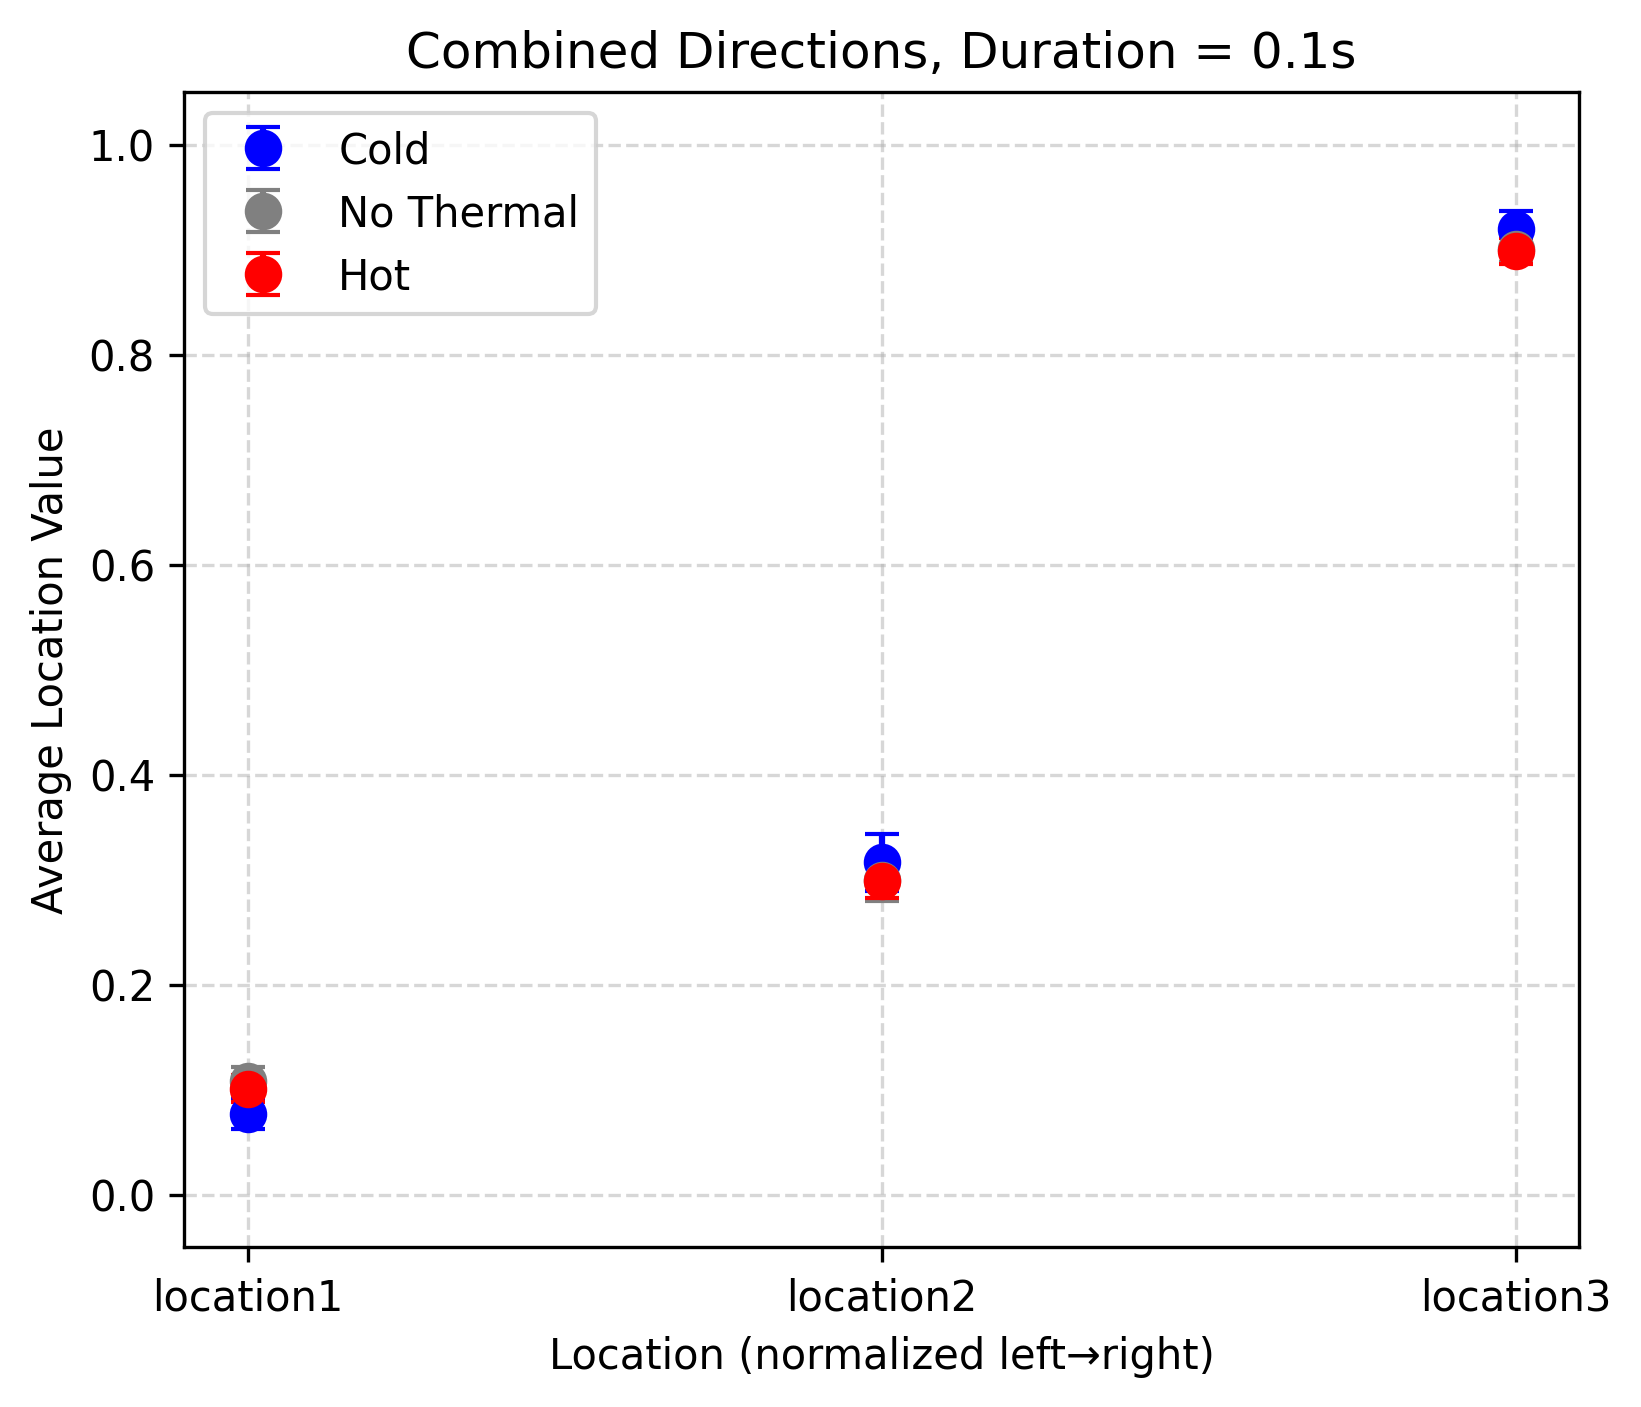 Combined Directions, Duration = 0.1s
Cold
No Thermal
Hot
1.0
0.8
0.6
0.4
0.2
0.0
Average Location Value
location1
location2
location3
Location (normalized left→right)